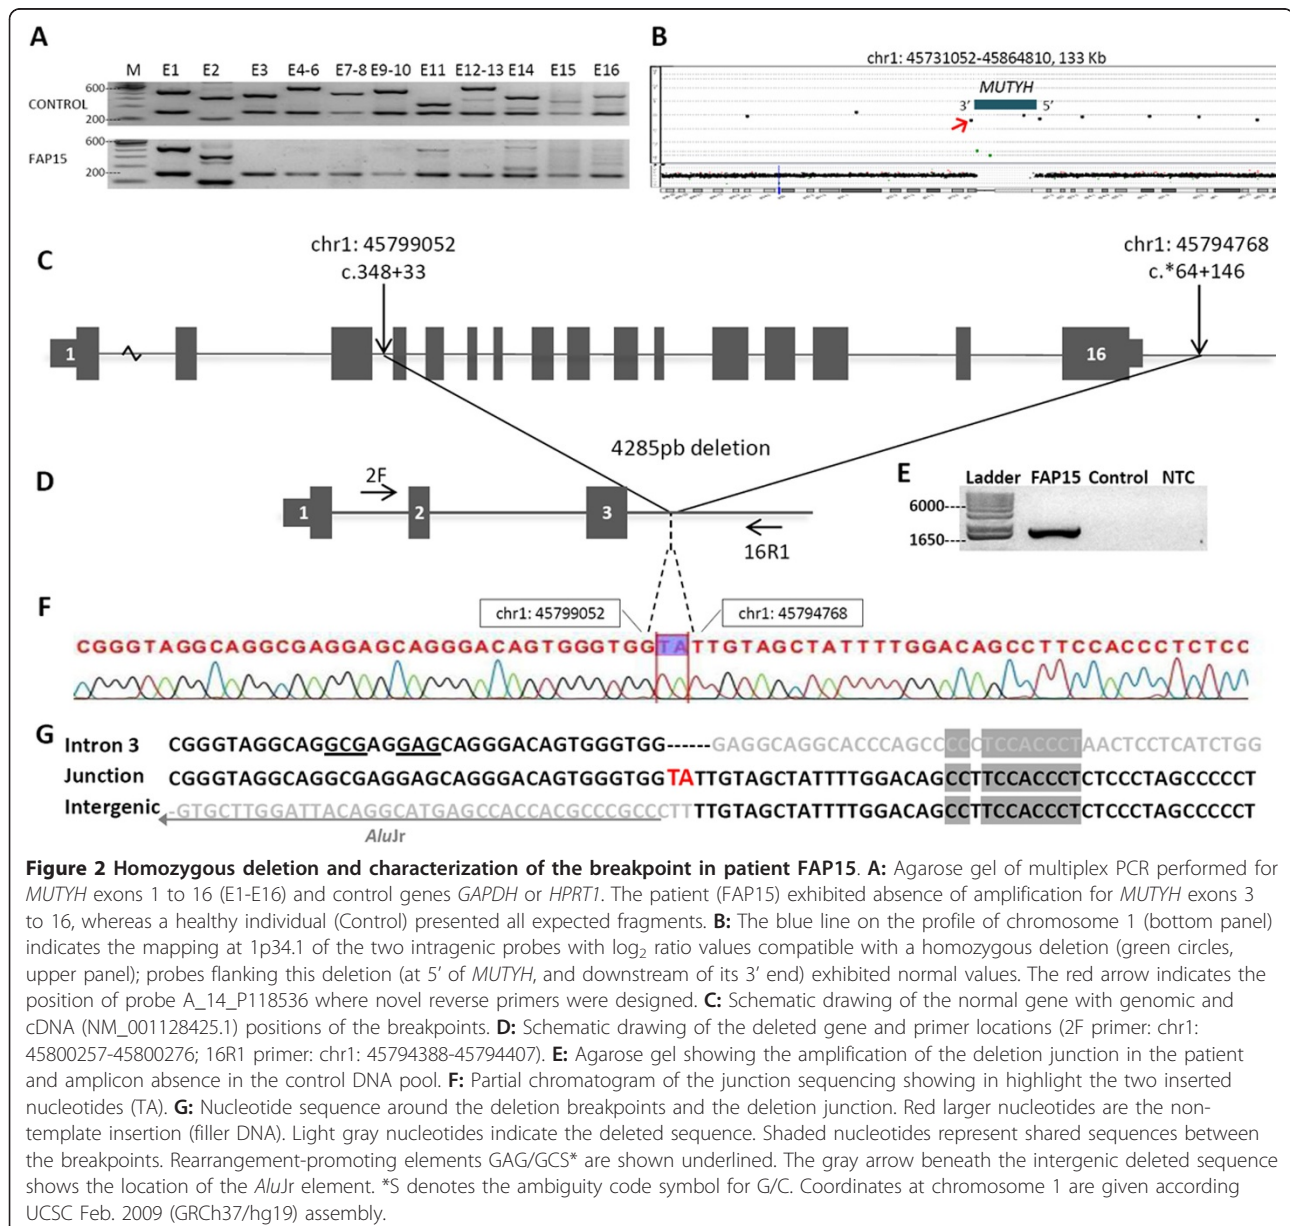 A
M E1 E2 E3 E4-6 E7-8 E9-10 E11 E12-13 E14 E15 E16
600
CONTROL
200
600
FAP15
200
B
chr1: 45731052-45864810, 133 Kb
MUTYH
3’ 5’
C
chr1: 45799052
c.348+33
chr1: 45794768
c.*64+146
1
16
4285pb deletion
D
2F
1
2
3
16R1
E
Ladder FAP15 Control NTC
6000----
1650----
F
chr1: 45799052
chr1: 45794768
CGGGTAGGCAGGCGAGGAGCAGGGACAGTGGGTGGTATTGTAGCTATTTTGGACAGCCTTCCACCCTCTCC
G
Intron 3 CGGGTAGGCAGGCGAGGAGCAGGGACAGTGGGTGG------GAGGCAGGCACCCAGCCCCCTCCACCCTAACTCCTCATCTGG
Junction CGGGTAGGCAGGCGAGGAGCAGGGACAGTGGGTGGTATTGTAGCTATTTTGGACAGCCTTCCACCCTCTCCCTAGCCCCCT
Intergenic -GTGCTTGGATTACAGGCATGAGCCACCACGCCCGCCCTTTTGTAGCTATTTTGGACAGCCTTCCACCCTCTCCCTAGCCCCCT
AluJr
Figure 2 Homozygous deletion and characterization of the breakpoint in patient FAP15. A: Agarose gel of multiplex PCR performed for
MUTYH exons 1 to 16 (E1-E16) and control genes GAPDH or HPRT1. The patient (FAP15) exhibited absence of amplification for MUTYH exons 3
to 16, whereas a healthy individual (Control) presented all expected fragments. B: The blue line on the profile of chromosome 1 (bottom panel)
indicates the mapping at 1p34.1 of the two intragenic probes with log2 ratio values compatible with a homozygous deletion (green circles,
upper panel); probes flanking this deletion (at 5’ of MUTYH, and downstream of its 3’ end) exhibited normal values. The red arrow indicates the
position of probe A_14_P118536 where novel reverse primers were designed. C: Schematic drawing of the normal gene with genomic and
cDNA (NM_001128425.1) positions of the breakpoints. D: Schematic drawing of the deleted gene and primer locations (2F primer: chr1:
45800257-45800276; 16R1 primer: chr1: 45794388-45794407). E: Agarose gel showing the amplification of the deletion junction in the patient
and amplicon absence in the control DNA pool. F: Partial chromatogram of the junction sequencing showing in highlight the two inserted
nucleotides (TA). G: Nucleotide sequence around the deletion breakpoints and the deletion junction. Red larger nucleotides are the non-
template insertion (filler DNA). Light gray nucleotides indicate the deleted sequence. Shaded nucleotides represent shared sequences between
the breakpoints. Rearrangement-promoting elements GAG/GCS* are shown underlined. The gray arrow beneath the intergenic deleted sequence
shows the location of the AluJr element. *S denotes the ambiguity code symbol for G/C. Coordinates at chromosome 1 are given according
UCSC Feb. 2009 (GRCh37/hg19) assembly.